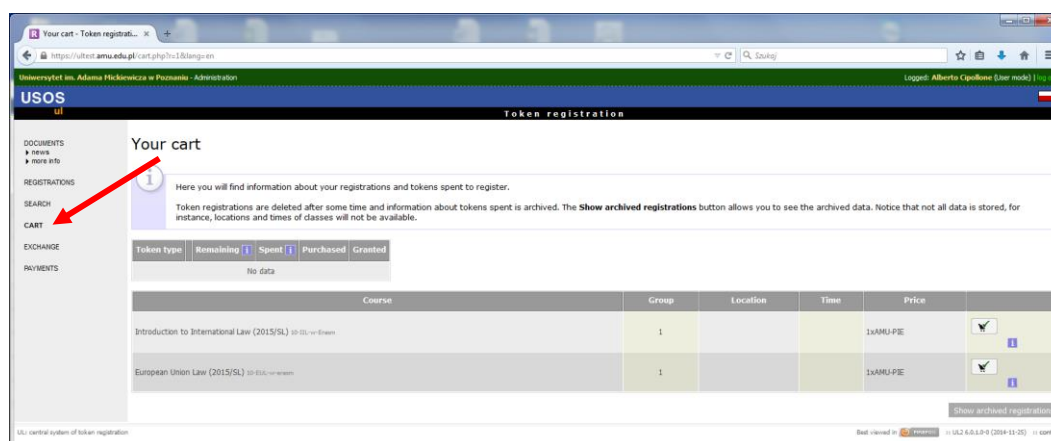 Your cart - Token registrati...
https://ultest.amu.edu.pl/cart.php?r=1&lang=en
Szukaj
Uniwersytet im. Adama Mickiewicza w Poznaniu - Administration
Logged: Alberto Cipollone (User mode) | log
USOS
ul
Token registration
DOCUMENTS
news
more info
REGISTRATIONS
SEARCH
CART
EXCHANGE
PAYMENTS
Your cart
Here you will find information about your registrations and tokens spent to register.
Token registrations are deleted after some time and information about tokens spent is archived. The Show archived registrations button allows you to see the archived data. Notice that not all data is stored, for
instance, locations and times of classes will not be available.
Token type Remaining i Spent i Purchased Granted
No data
Course Group Location Time Price
Introduction to International Law (2015/SL) 1 1xAMU-PIE
i
European Union Law (2015/SL) 1 1xAMU-PIE
i
Show archived registration
UL: central system of token registration
Best viewed in :: UL2 6.0.1.0-0 (2014-11-25) :: cont